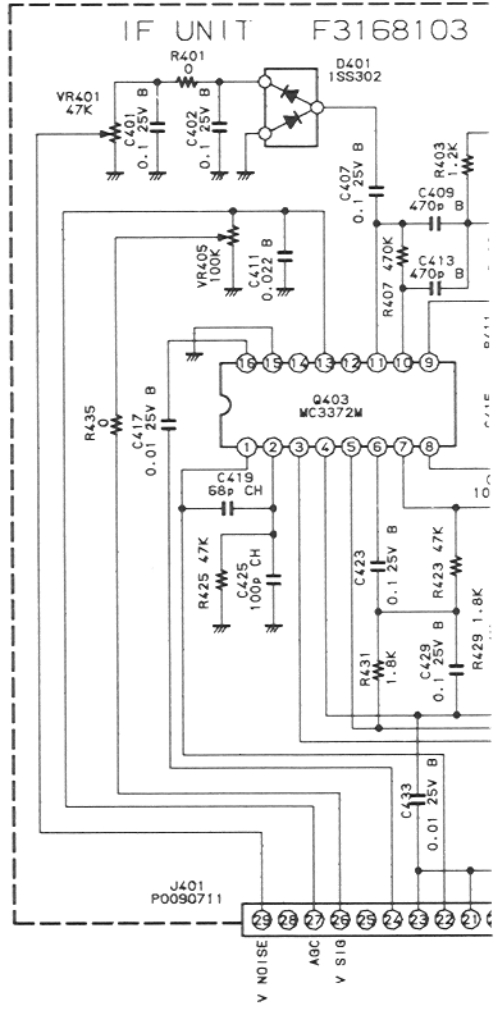 IF UNIT F3168103
R401
0
D401
1SS302
VR401
47K
C401
0.1 25V B
C402
0.1 25V B
C407
0.1 25V B
R403
1.2K
C409
470p B
VR405
100K
C411
0.022 B
R407 470K
C413
470p B
16 15 14 13 12 11 10 9
Q403
MC3372M
R435
0
C417
0.01 25V B
1 2 3 4 5 6 7 8
C419
68p CH
R425 47K
C425
100p CH
C423
0.1 25V B
R423 47K
R431
1.8K
C429
0.1 25V B
R429 1.8K
C433
0.01 25V B
J401
P0090711
29 28 27 26 25 24 23 22 21
V NOISE
AGC
V SIG